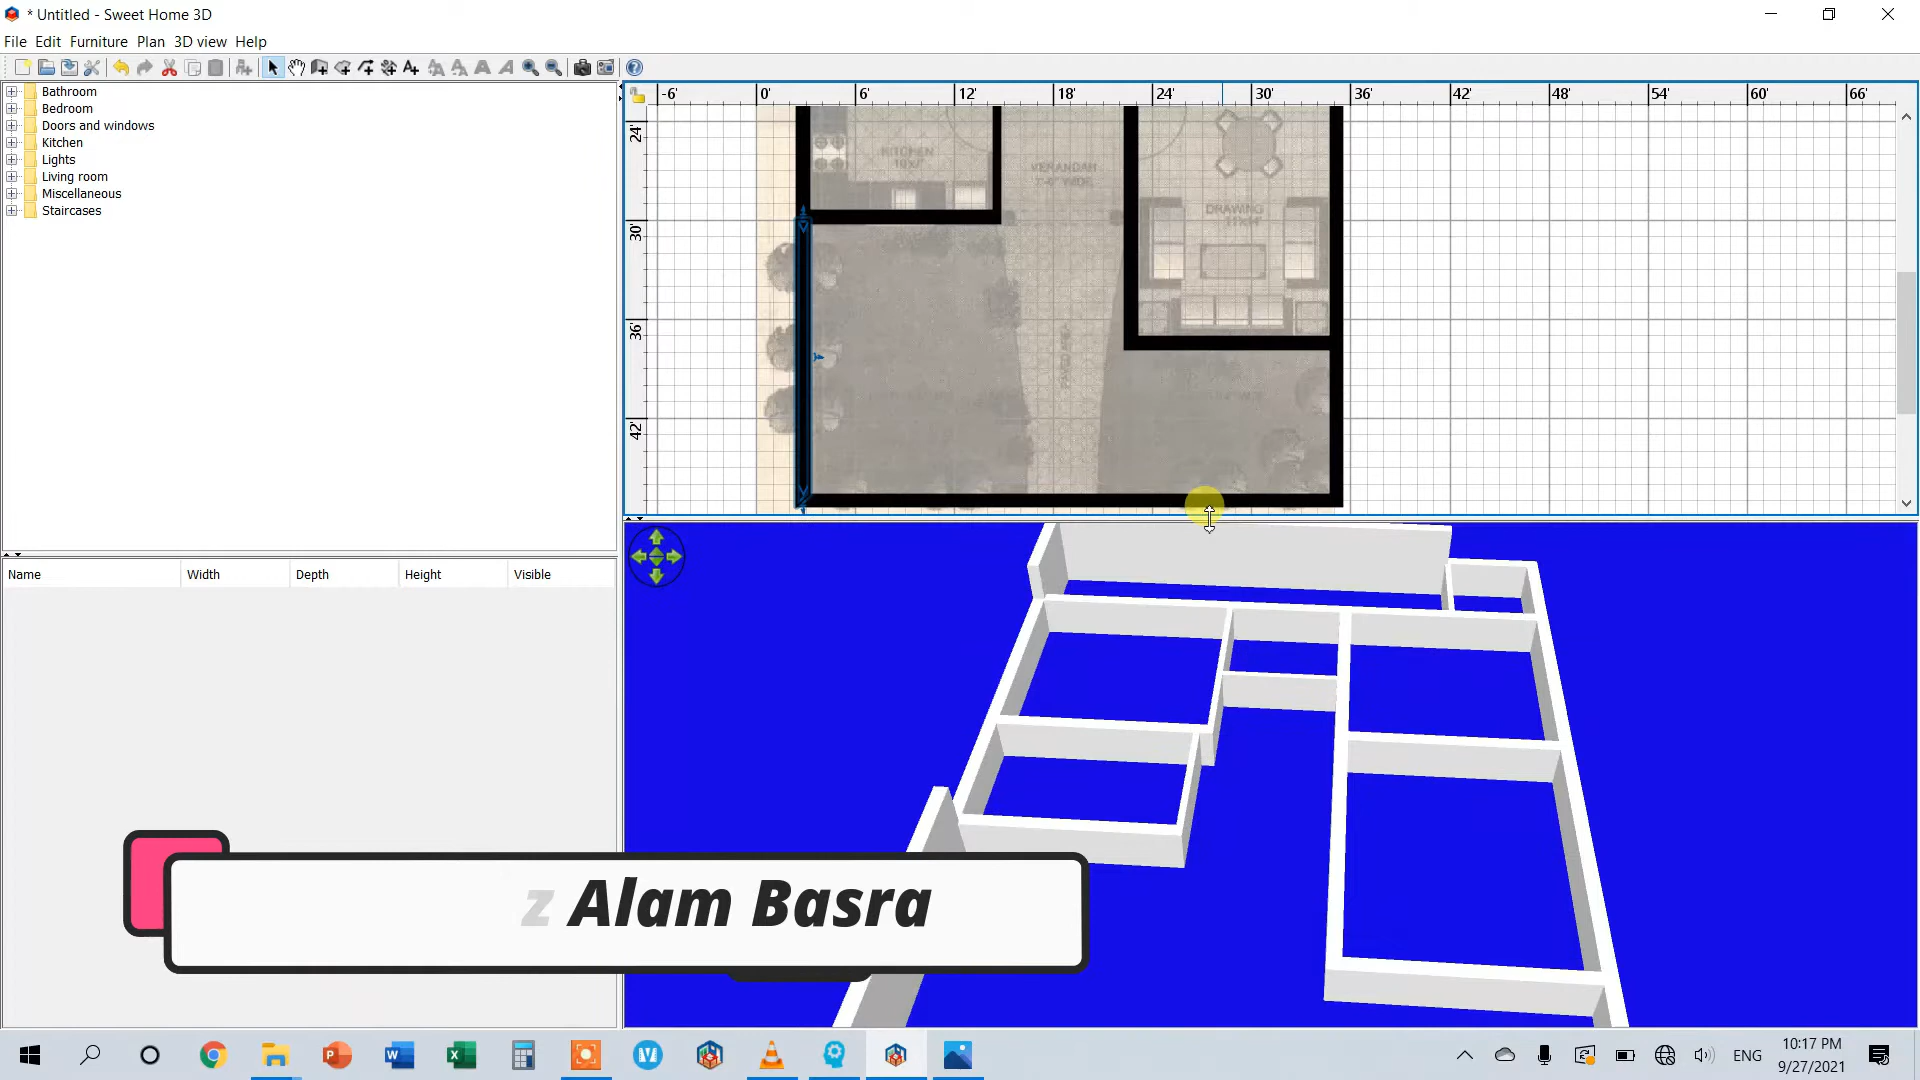 * Untitled - Sweet Home 3D
File Edit Furniture Plan 3D view Help
Bathroom
Bedroom
Doors and windows
Kitchen
Lights
Living room
Miscellaneous
Staircases
-6' 0' 6' 12' 18' 24' 30' 36' 42' 48' 54' 60' 66'
24'
30'
36'
42'
KITCHEN
VERANDAH
DRAWING
Name Width Depth Height Visible
z Alam Basra
ENG
10:17 PM
9/27/2021